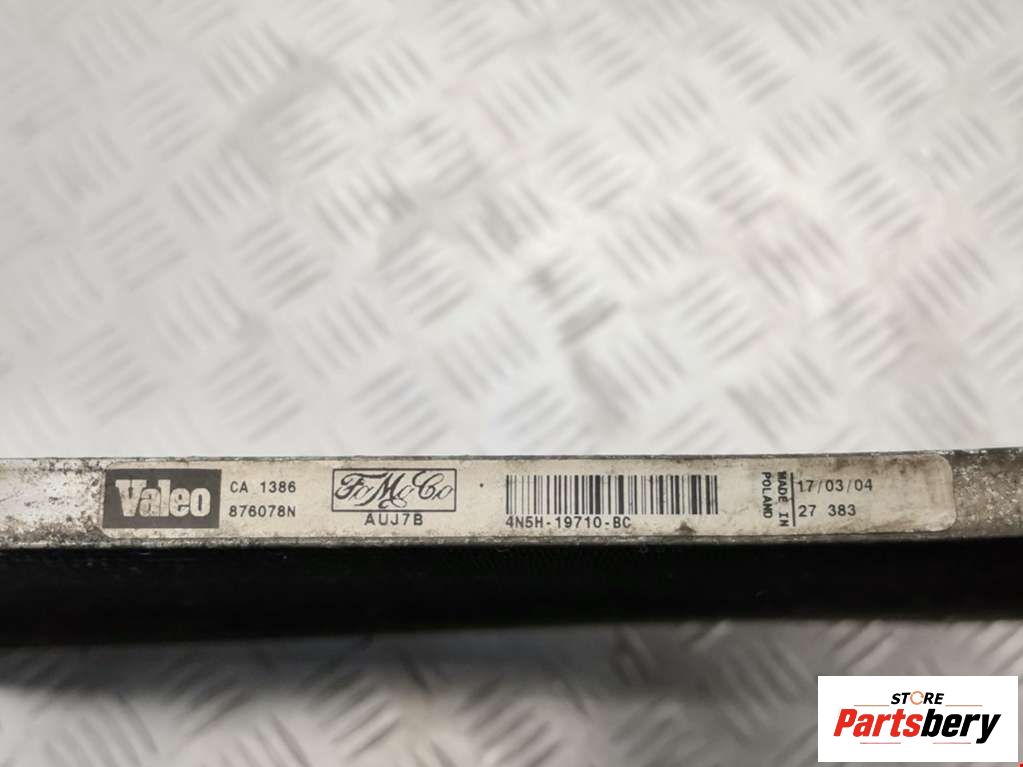 Valeo
CA 1386
876078N
FoMoCo
AUJ7B
4N5H-19710-BC
MADE IN
POLAND
17/03/04
27 383
STORE
Partsbery